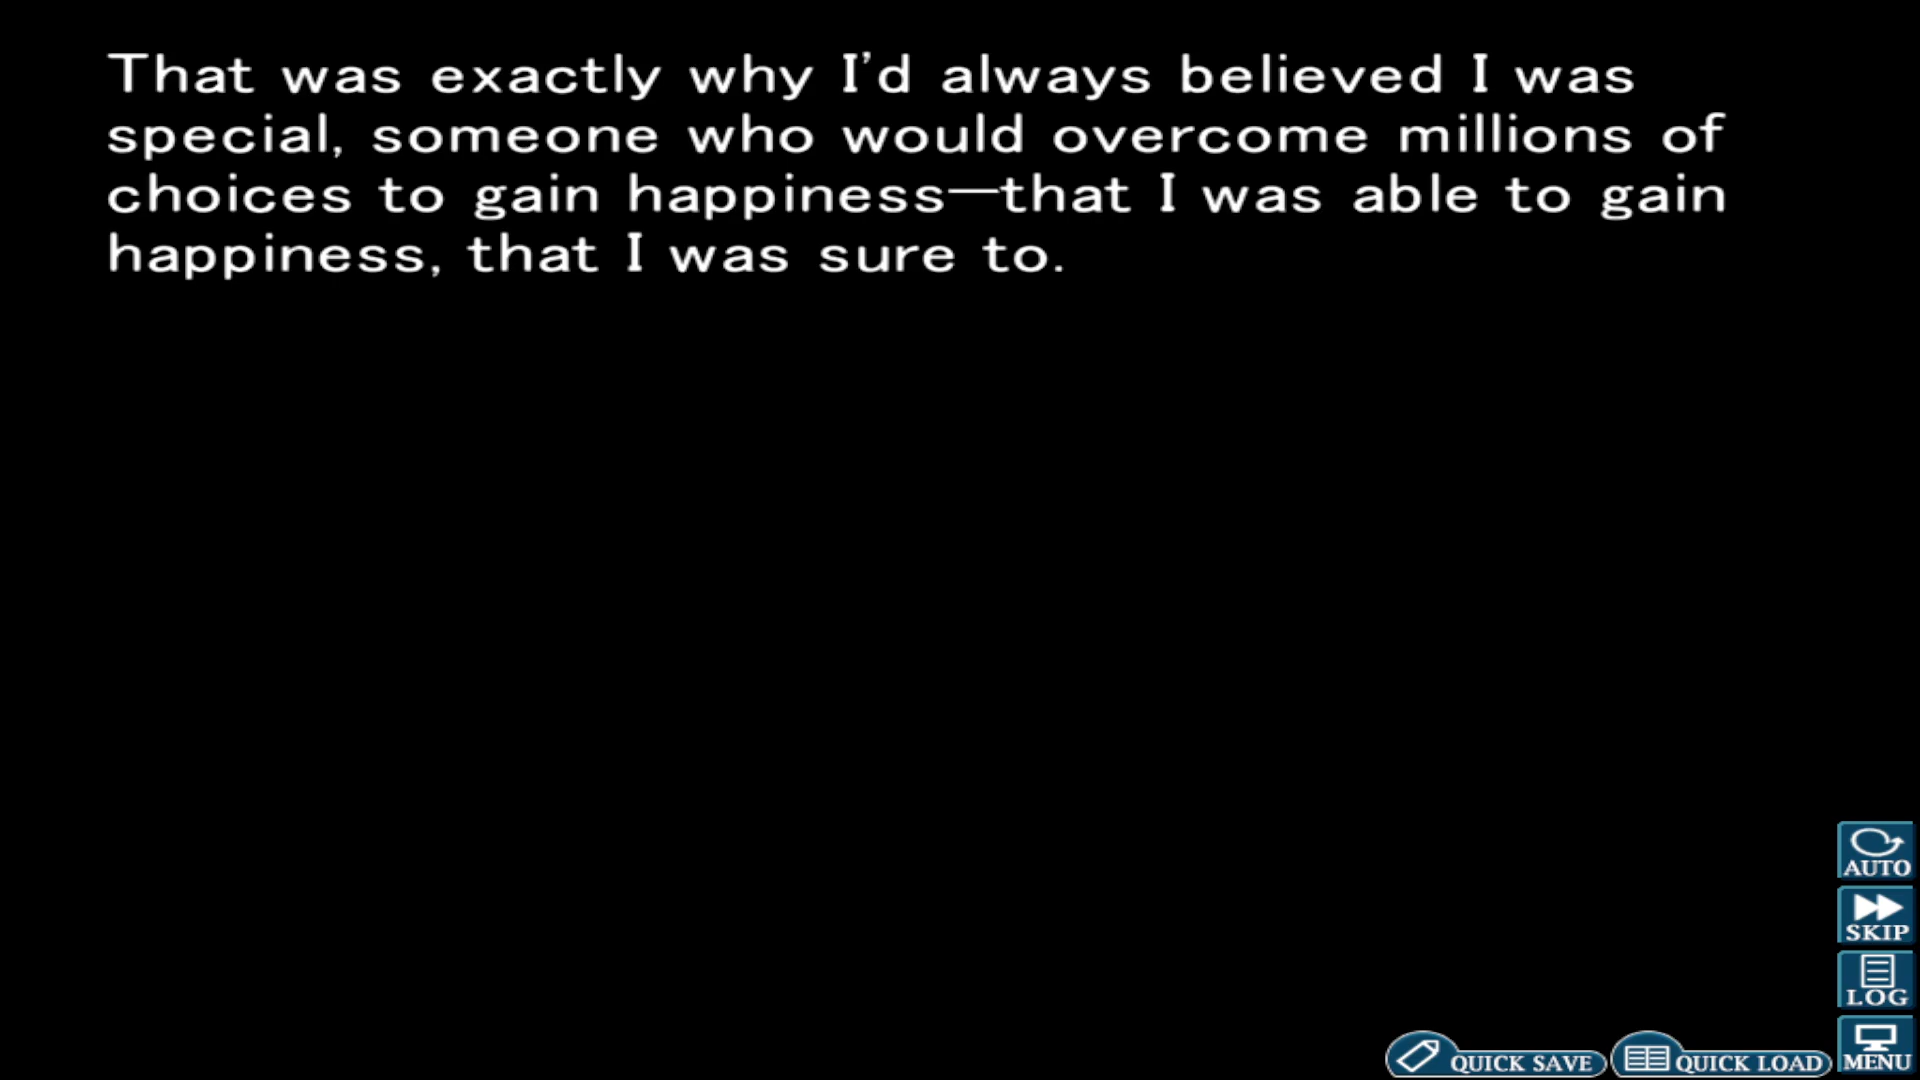 That was exactly why I'd always believed I was
special, someone who would overcome millions of
choices to gain happiness—that I was able to gain
happiness, that I was sure to.
AUTO
SKIP
LOG
QUICK SAVE
QUICK LOAD
MENU